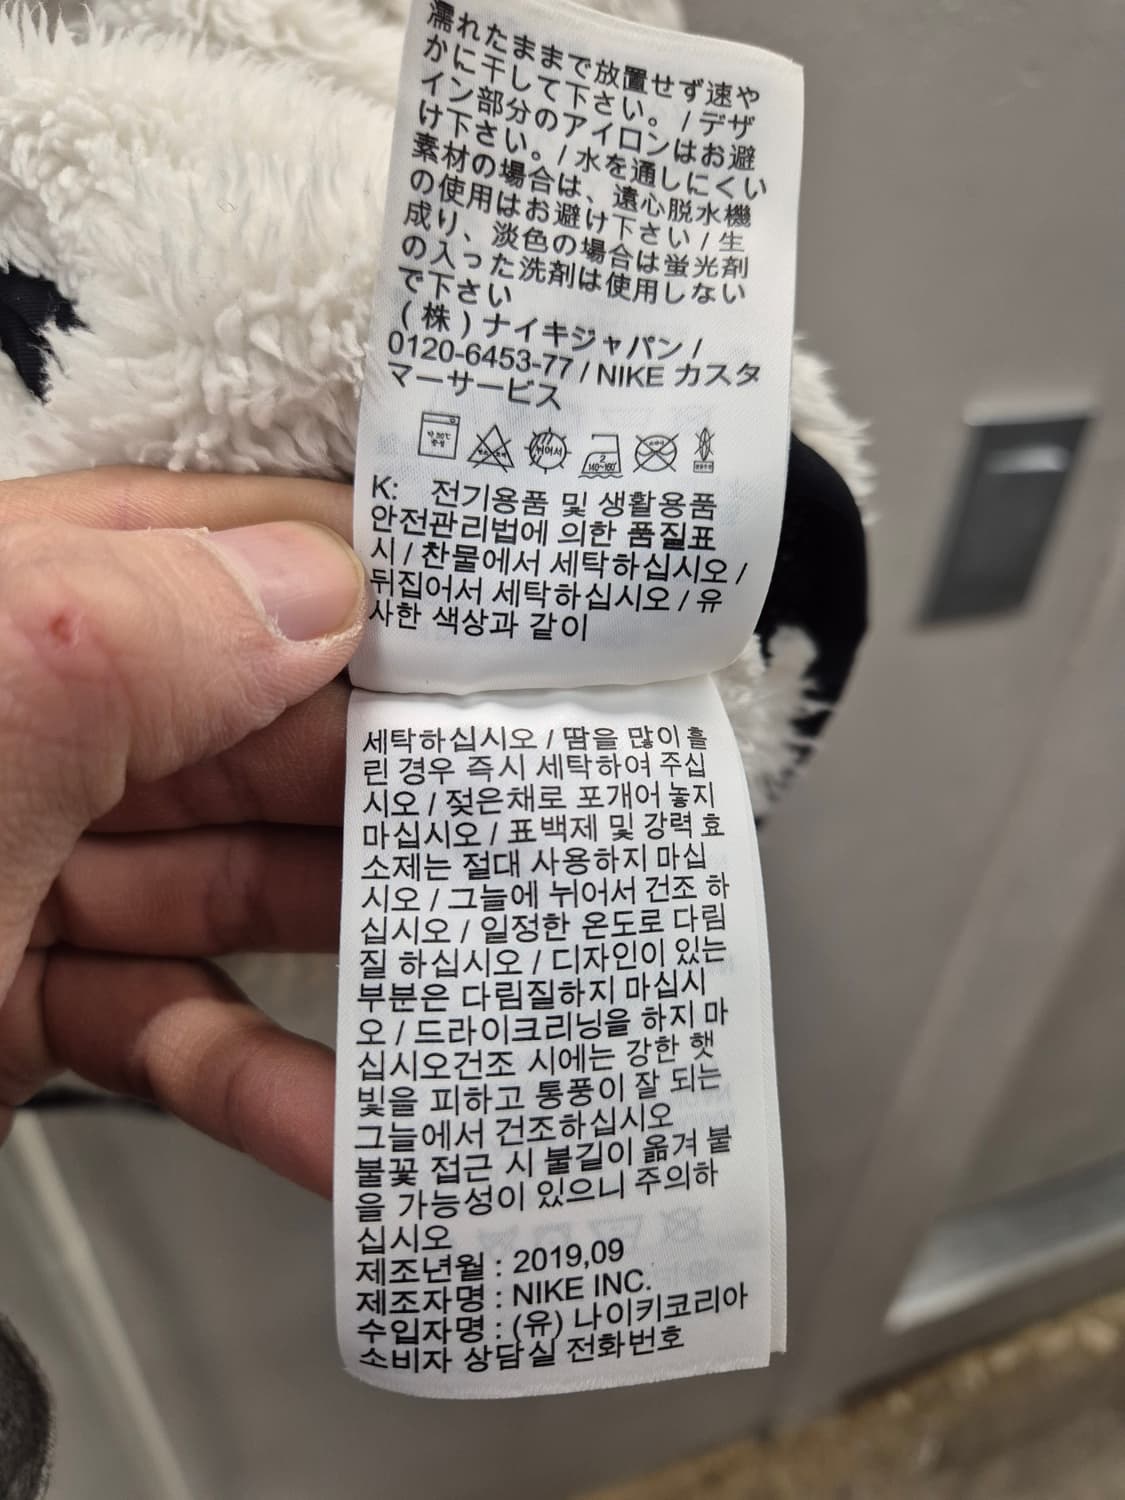 濡れたままで放置せず速や
かに干して下さい。 / デザ
イン部分のアイロンはお避
け下さい。 / 水を通しにくい
素材の場合は、遠心脱水機
の使用はお避け下さい / 生
成り、淡色の場合は蛍光剤
の入った洗剤は使用しない
で下さい
(株)ナイキジャパン /
0120-6453-77 / NIKE カスタ
マーサービス
약30℃ 중성 뉘어서 2 140~160℃
K: 전기용품 및 생활용품
안전관리법에 의한 품질표
시 / 찬물에서 세탁하십시오 /
뒤집어서 세탁하십시오 / 유
사한 색상과 같이
세탁하십시오 / 땀을 많이 흘
린 경우 즉시 세탁하여 주십
시오 / 젖은채로 포개어 놓지
마십시오 / 표백제 및 강력 효
소제는 절대 사용하지 마십
시오 / 그늘에 뉘어서 건조 하
십시오 / 일정한 온도로 다림
질 하십시오 / 디자인이 있는
부분은 다림질하지 마십시
오 / 드라이크리닝을 하지 마
십시오건조 시에는 강한 햇
빛을 피하고 통풍이 잘 되는
그늘에서 건조하십시오
불꽃 접근 시 불길이 옮겨 붙
을 가능성이 있으니 주의하
십시오
제조년월 : 2019,09
제조자명 : NIKE INC.
수입자명 : (유) 나이키코리아
소비자 상담실 전화번호